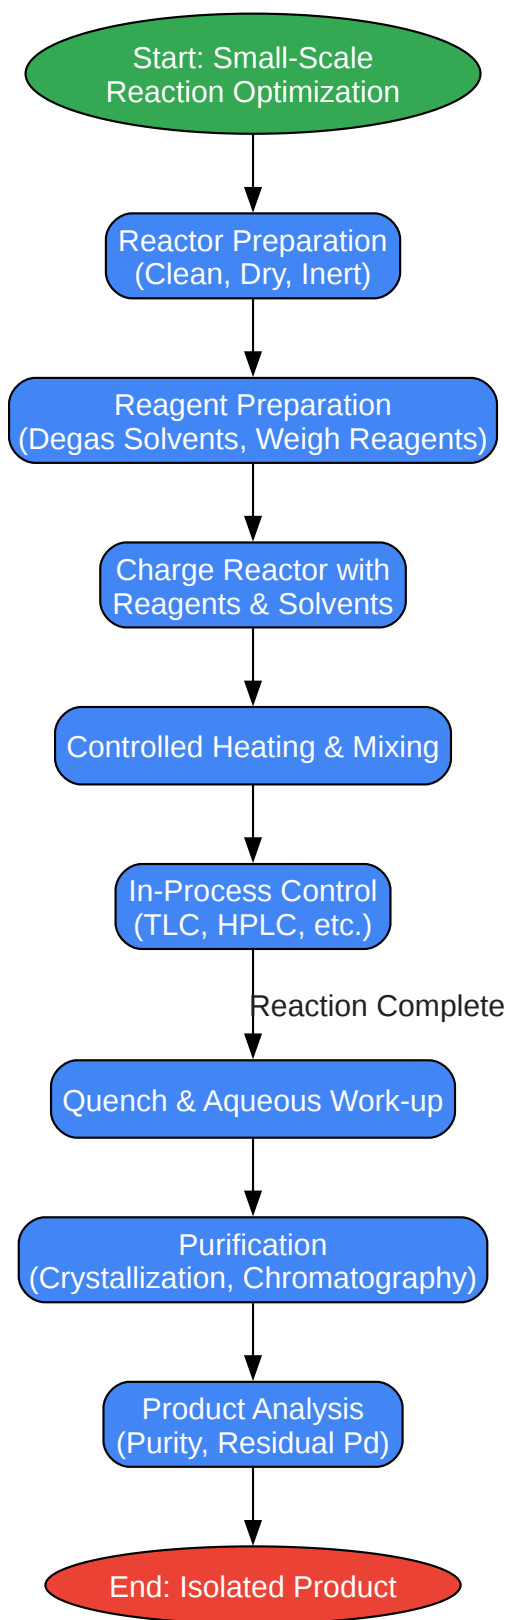 Start: Small-Scale
Reaction Optimization
Reactor Preparation
(Clean, Dry, Inert)
Reagent Preparation
(Degas Solvents, Weigh Reagents)
Charge Reactor with
Reagents & Solvents
Controlled Heating & Mixing
In-Process Control
(TLC, HPLC, etc.)
Reaction Complete
Quench & Aqueous Work-up
Purification
(Crystallization, Chromatography)
Product Analysis
(Purity, Residual Pd)
End: Isolated Product